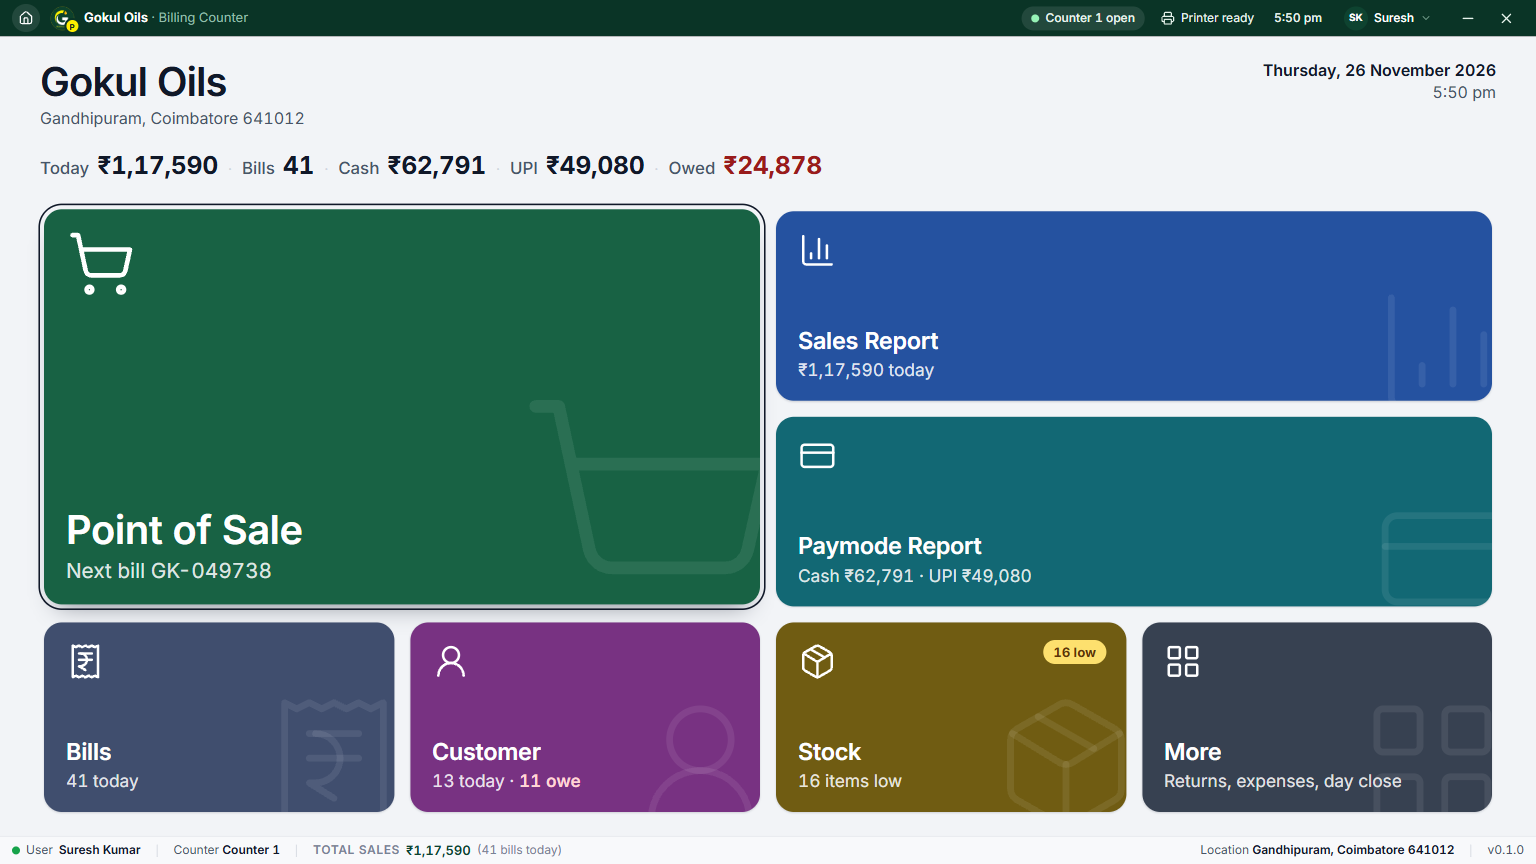 Gokul Oils · Billing Counter
Counter 1 open
Printer ready
5:50 pm
SK Suresh
Gokul Oils
Gandhipuram, Coimbatore 641012
Thursday, 26 November 2026
5:50 pm
Today ₹1,17,590 · Bills 41 · Cash ₹62,791 · UPI ₹49,080 · Owed ₹24,878
Point of Sale
Next bill GK-049738
Sales Report
₹1,17,590 today
Paymode Report
Cash ₹62,791 · UPI ₹49,080
Bills
41 today
Customer
13 today · 11 owe
16 low
Stock
16 items low
More
Returns, expenses, day close
User Suresh Kumar
Counter Counter 1
TOTAL SALES ₹1,17,590 (41 bills today)
Location Gandhipuram, Coimbatore 641012
v0.1.0